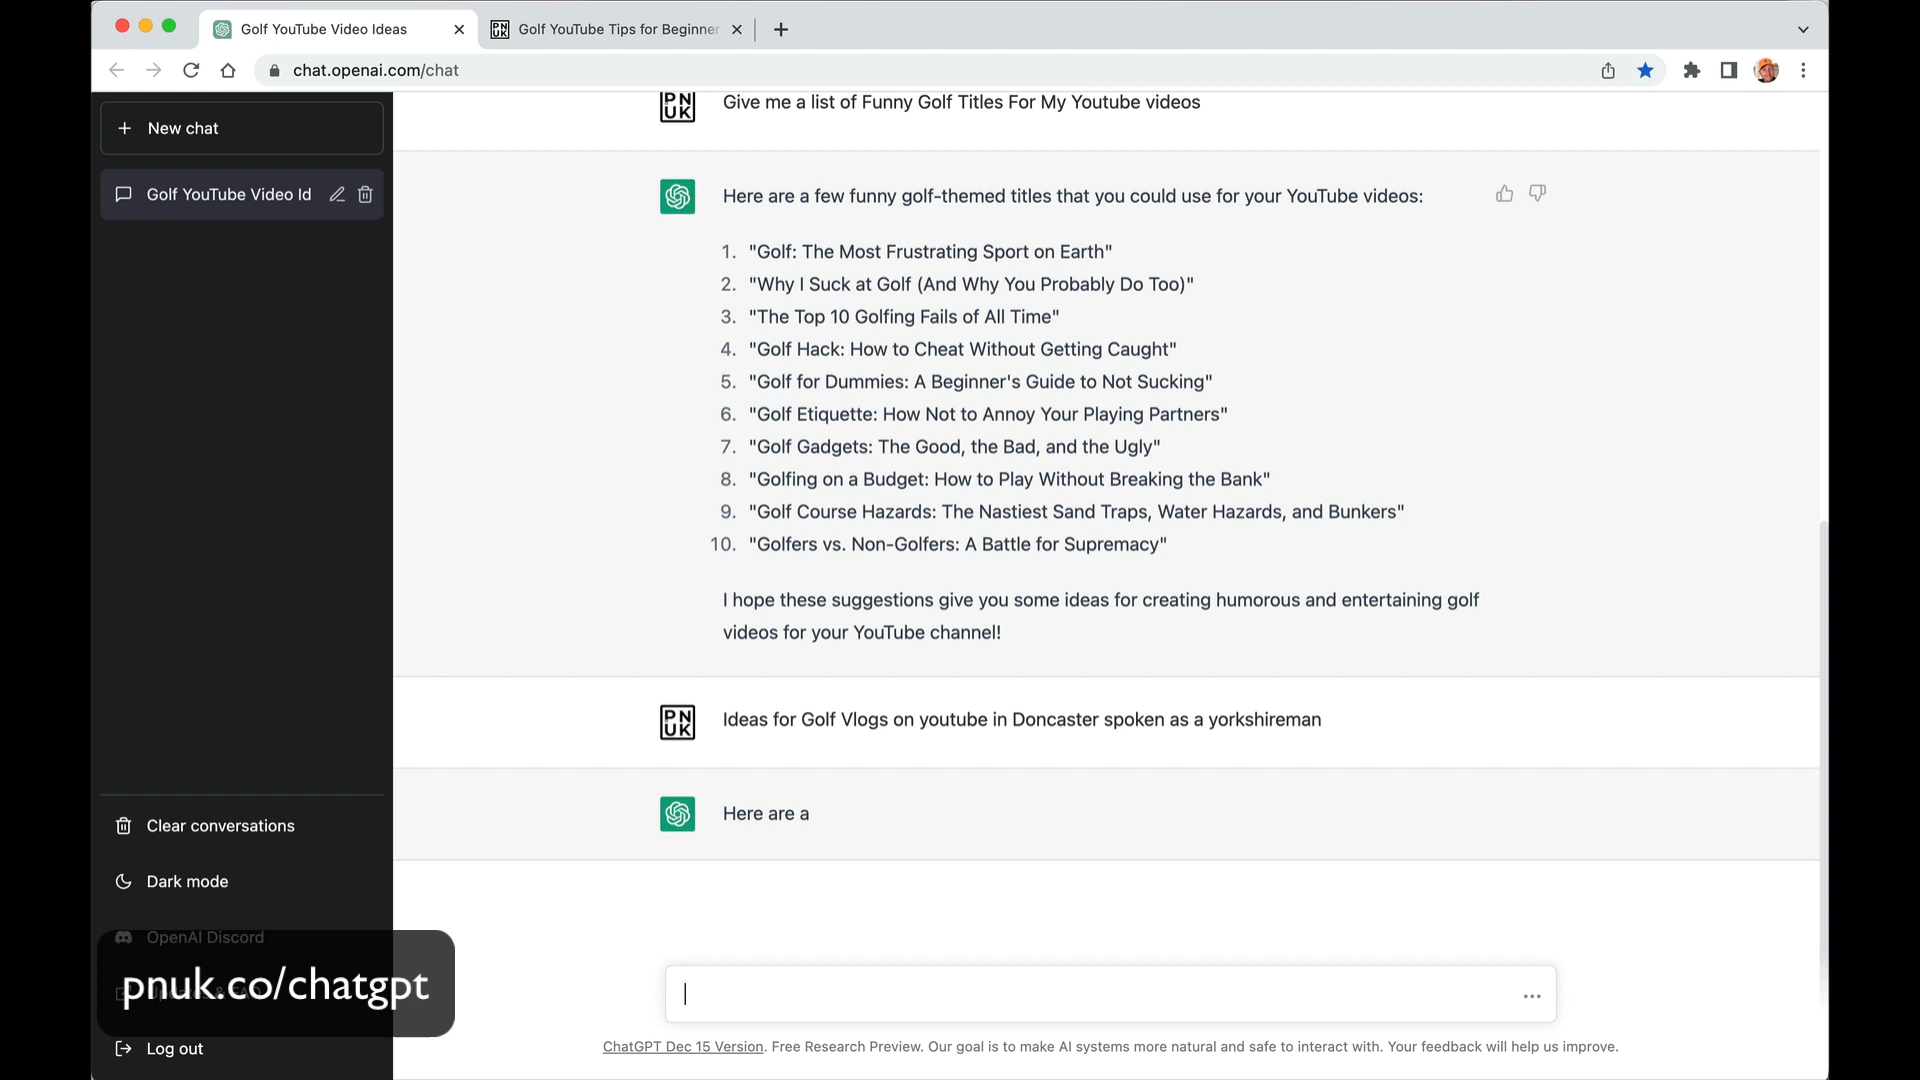 Golf YouTube Video Ideas
Golf YouTube Tips for Beginner
chat.openai.com/chat
New chat
Golf YouTube Video Id
PN
UK
Give me a list of Funny Golf Titles For My Youtube videos
Here are a few funny golf-themed titles that you could use for your YouTube videos:
1. "Golf: The Most Frustrating Sport on Earth"
2. "Why I Suck at Golf (And Why You Probably Do Too)"
3. "The Top 10 Golfing Fails of All Time"
4. "Golf Hack: How to Cheat Without Getting Caught"
5. "Golf for Dummies: A Beginner's Guide to Not Sucking"
6. "Golf Etiquette: How Not to Annoy Your Playing Partners"
7. "Golf Gadgets: The Good, the Bad, and the Ugly"
8. "Golfing on a Budget: How to Play Without Breaking the Bank"
9. "Golf Course Hazards: The Nastiest Sand Traps, Water Hazards, and Bunkers"
10. "Golfers vs. Non-Golfers: A Battle for Supremacy"
I hope these suggestions give you some ideas for creating humorous and entertaining golf
videos for your YouTube channel!
PN
UK
Ideas for Golf Vlogs on youtube in Doncaster spoken as a yorkshireman
Here are a
Clear conversations
Dark mode
OpenAI Discord
pnuk.co/chatgpt
Log out
ChatGPT Dec 15 Version. Free Research Preview. Our goal is to make AI systems more natural and safe to interact with. Your feedback will help us improve.